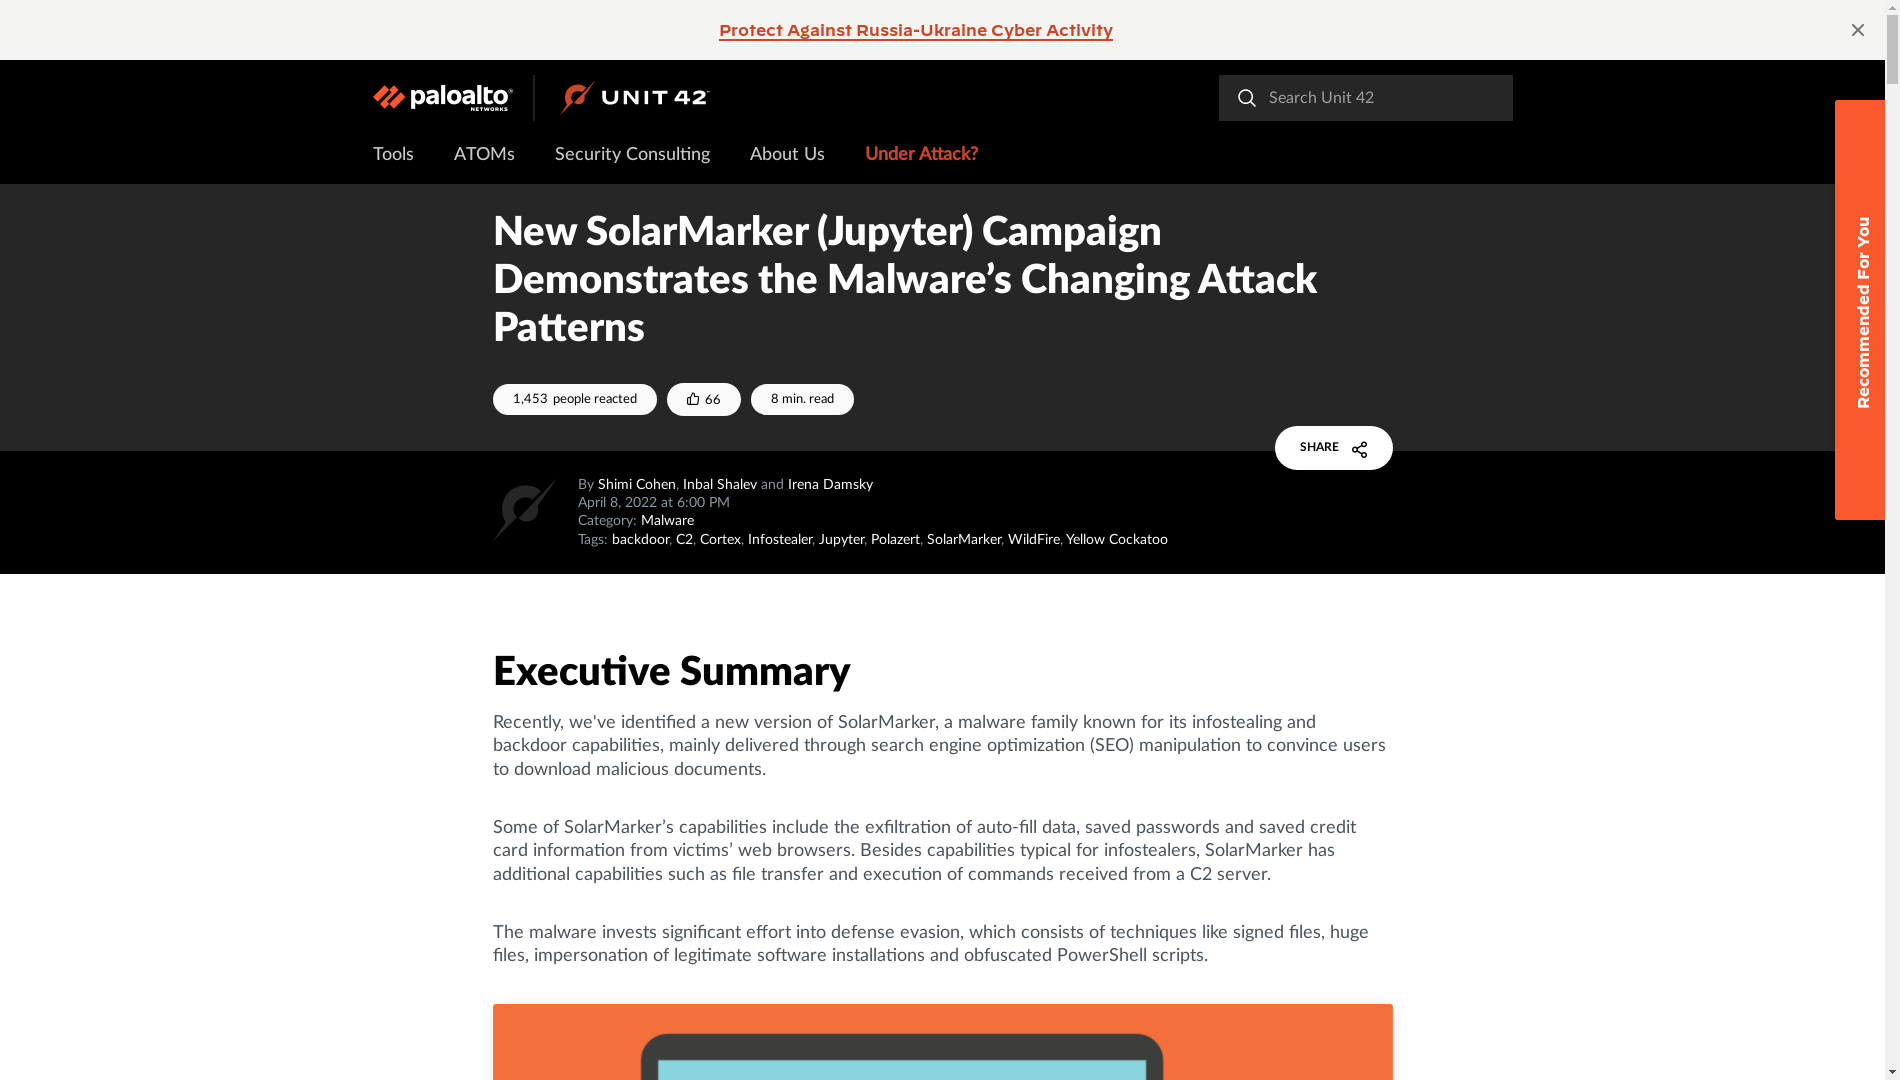 Protect Against Russia-Ukraine Cyber Activity
paloalto
NETWORKS
UNIT 42
Search Unit 42
Tools
ATOMs
Security Consulting
About Us
Under Attack?
Recommended For You
New SolarMarker (Jupyter) Campaign
Demonstrates the Malware’s Changing Attack
Patterns
1,453 people reacted
66
8 min. read
SHARE
By Shimi Cohen, Inbal Shalev and Irena Damsky
April 8, 2022 at 6:00 PM
Category: Malware
Tags: backdoor, C2, Cortex, Infostealer, Jupyter, Polazert, SolarMarker, WildFire, Yellow Cockatoo
Executive Summary
Recently, we've identified a new version of SolarMarker, a malware family known for its infostealing and
backdoor capabilities, mainly delivered through search engine optimization (SEO) manipulation to convince users
to download malicious documents.
Some of SolarMarker’s capabilities include the exfiltration of auto-fill data, saved passwords and saved credit
card information from victims’ web browsers. Besides capabilities typical for infostealers, SolarMarker has
additional capabilities such as file transfer and execution of commands received from a C2 server.
The malware invests significant effort into defense evasion, which consists of techniques like signed files, huge
files, impersonation of legitimate software installations and obfuscated PowerShell scripts.